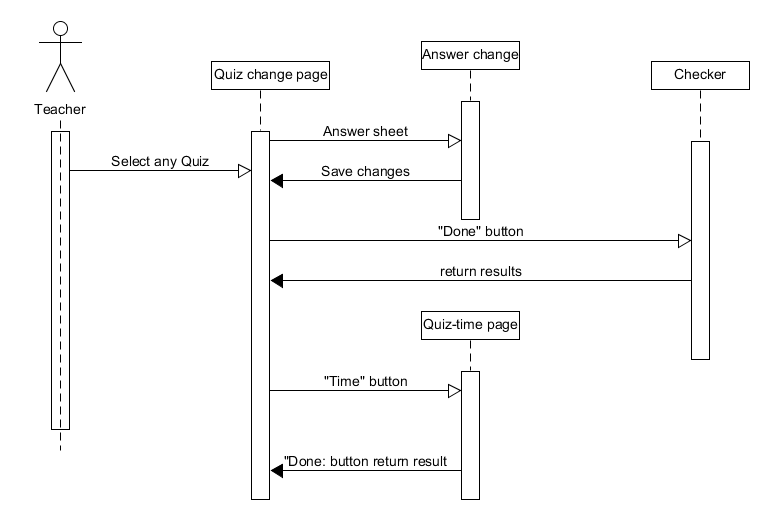 Answer change
Quiz change page
Checker
Teacher
Answer sheet
Select any Quiz
Save changes
"Done" button
return results
Quiz-time page
"Time" button
"Done: button return result